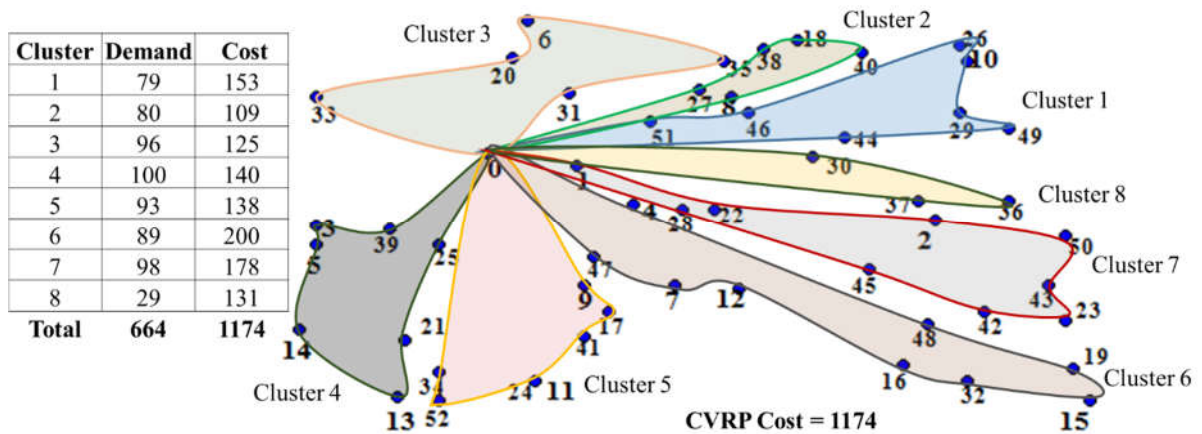 Cluster Demand Cost
1 79 153
2 80 109
3 96 125
4 100 140
5 93 138
6 89 200
7 98 178
8 29 131
Total 664 1174
Cluster 3
6
20
33
31
35
Cluster 2
38
18
40
27
8
26
10
Cluster 1
51
46
44
29
49
0
1
30
37
36
Cluster 8
4
28
22
2
50
Cluster 7
45
43
42
23
3
5
39
25
14
21
13
Cluster 4
34
52
47
9
17
41
24
11
Cluster 5
7
12
48
16
32
19
15
Cluster 6
CVRP Cost = 1174